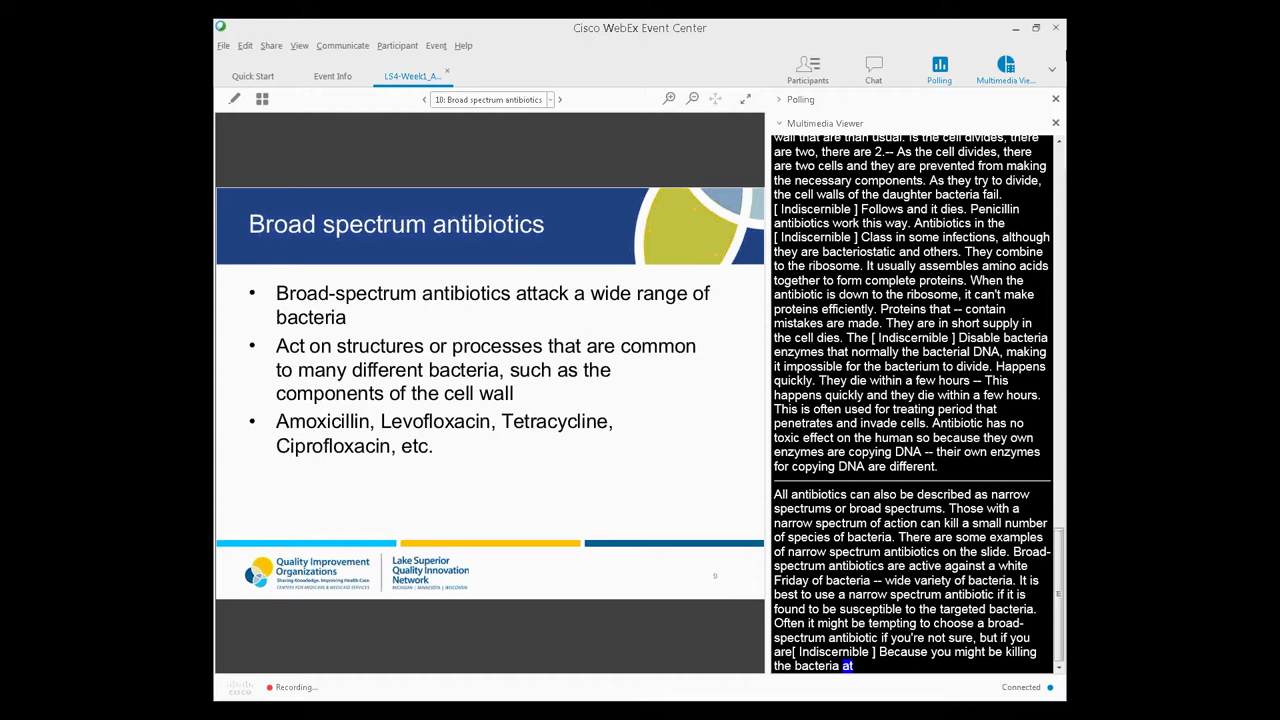 Cisco WebEx Event Center
File Edit Share View Communicate Participant Event Help
Quick Start Event Info LS4-Week1_A...
Participants Chat Polling Multimedia Vie...
10: Broad spectrum antibiotics
Broad spectrum antibiotics
• Broad-spectrum antibiotics attack a wide range of
bacteria
• Act on structures or processes that are common
to many different bacteria, such as the
components of the cell wall
• Amoxicillin, Levofloxacin, Tetracycline,
Ciprofloxacin, etc.
Quality Improvement
Organizations
Sharing Knowledge. Improving Health Care.
CENTERS FOR MEDICARE & MEDICAID SERVICES
Lake Superior
Quality Innovation
Network
MICHIGAN | MINNESOTA | WISCONSIN
9
Polling
Multimedia Viewer
wall that are than usual. Is the cell divides, there
are two, there are 2.-- As the cell divides, there
are two cells and they are prevented from making
the necessary components. As they try to divide,
the cell walls of the daughter bacteria fail.
[ Indiscernible ] Follows and it dies. Penicillin
antibiotics work this way. Antibiotics in the
[ Indiscernible ] Class in some infections, although
they are bacteriostatic and others. They combine
to the ribosome. It usually assembles amino acids
together to form complete proteins. When the
antibiotic is down to the ribosome, it can't make
proteins efficiently. Proteins that -- contain
mistakes are made. They are in short supply in
the cell dies. The [ Indiscernible ] Disable bacteria
enzymes that normally the bacterial DNA, making
it impossible for the bacterium to divide. Happens
quickly. They die within a few hours -- This
happens quickly and they die within a few hours.
This is often used for treating period that
penetrates and invade cells. Antibiotic has no
toxic effect on the human so because they own
enzymes are copying DNA -- their own enzymes
for copying DNA are different.
All antibiotics can also be described as narrow
spectrums or broad spectrums. Those with a
narrow spectrum of action can kill a small number
of species of bacteria. There are some examples
of narrow spectrum antibiotics on the slide. Broad-
spectrum antibiotics are active against a white
Friday of bacteria -- wide variety of bacteria. It is
best to use a narrow spectrum antibiotic if it is
found to be susceptible to the targeted bacteria.
Often it might be tempting to choose a broad-
spectrum antibiotic if you're not sure, but if you
are[ Indiscernible ] Because you might be killing
the bacteria at
cisco
Recording...
Connected